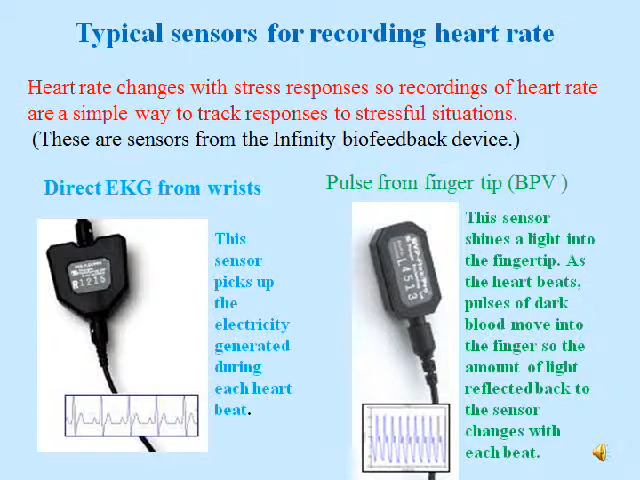 Typical sensors for recording heart rate
Heart rate changes with stress responses so recordings of heart rate
are a simple way to track responses to stressful situations.
(These are sensors from the Infinity biofeedback device.)
Direct EKG from wrists
Pulse from finger tip (BPV )
This
sensor
picks up
the
electricity
generated
during
each heart
beat.
This sensor
shines a light into
the fingertip. As
the heart beats,
pulses of dark
blood move into
the finger so the
amount of light
reflected back to
the sensor
changes with
each beat.
1215
L4513